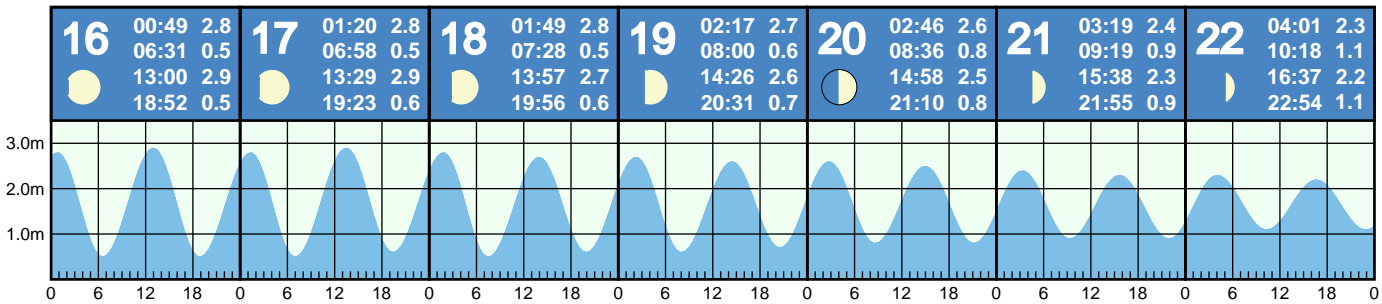 16 00:49 2.8 06:31 0.5 13:00 2.9 18:52 0.5
17 01:20 2.8 06:58 0.5 13:29 2.9 19:23 0.6
18 01:49 2.8 07:28 0.5 13:57 2.7 19:56 0.6
19 02:17 2.7 08:00 0.6 14:26 2.6 20:31 0.7
20 02:46 2.6 08:36 0.8 14:58 2.5 21:10 0.8
21 03:19 2.4 09:19 0.9 15:38 2.3 21:55 0.9
22 04:01 2.3 10:18 1.1 16:37 2.2 22:54 1.1
3.0m
2.0m
1.0m
0 6 12 18 0 6 12 18 0 6 12 18 0 6 12 18 0 6 12 18 0 6 12 18 0 6 12 18 0